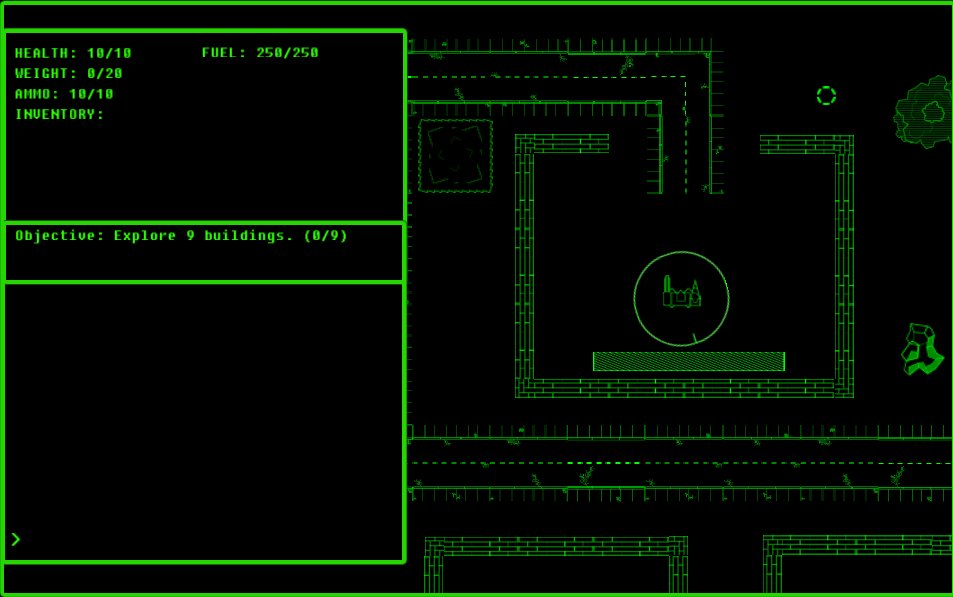 HEALTH: 10/10 FUEL: 250/250
WEIGHT: 0/20
AMMO: 10/10
INVENTORY:
Objective: Explore 9 buildings. (0/9)
>